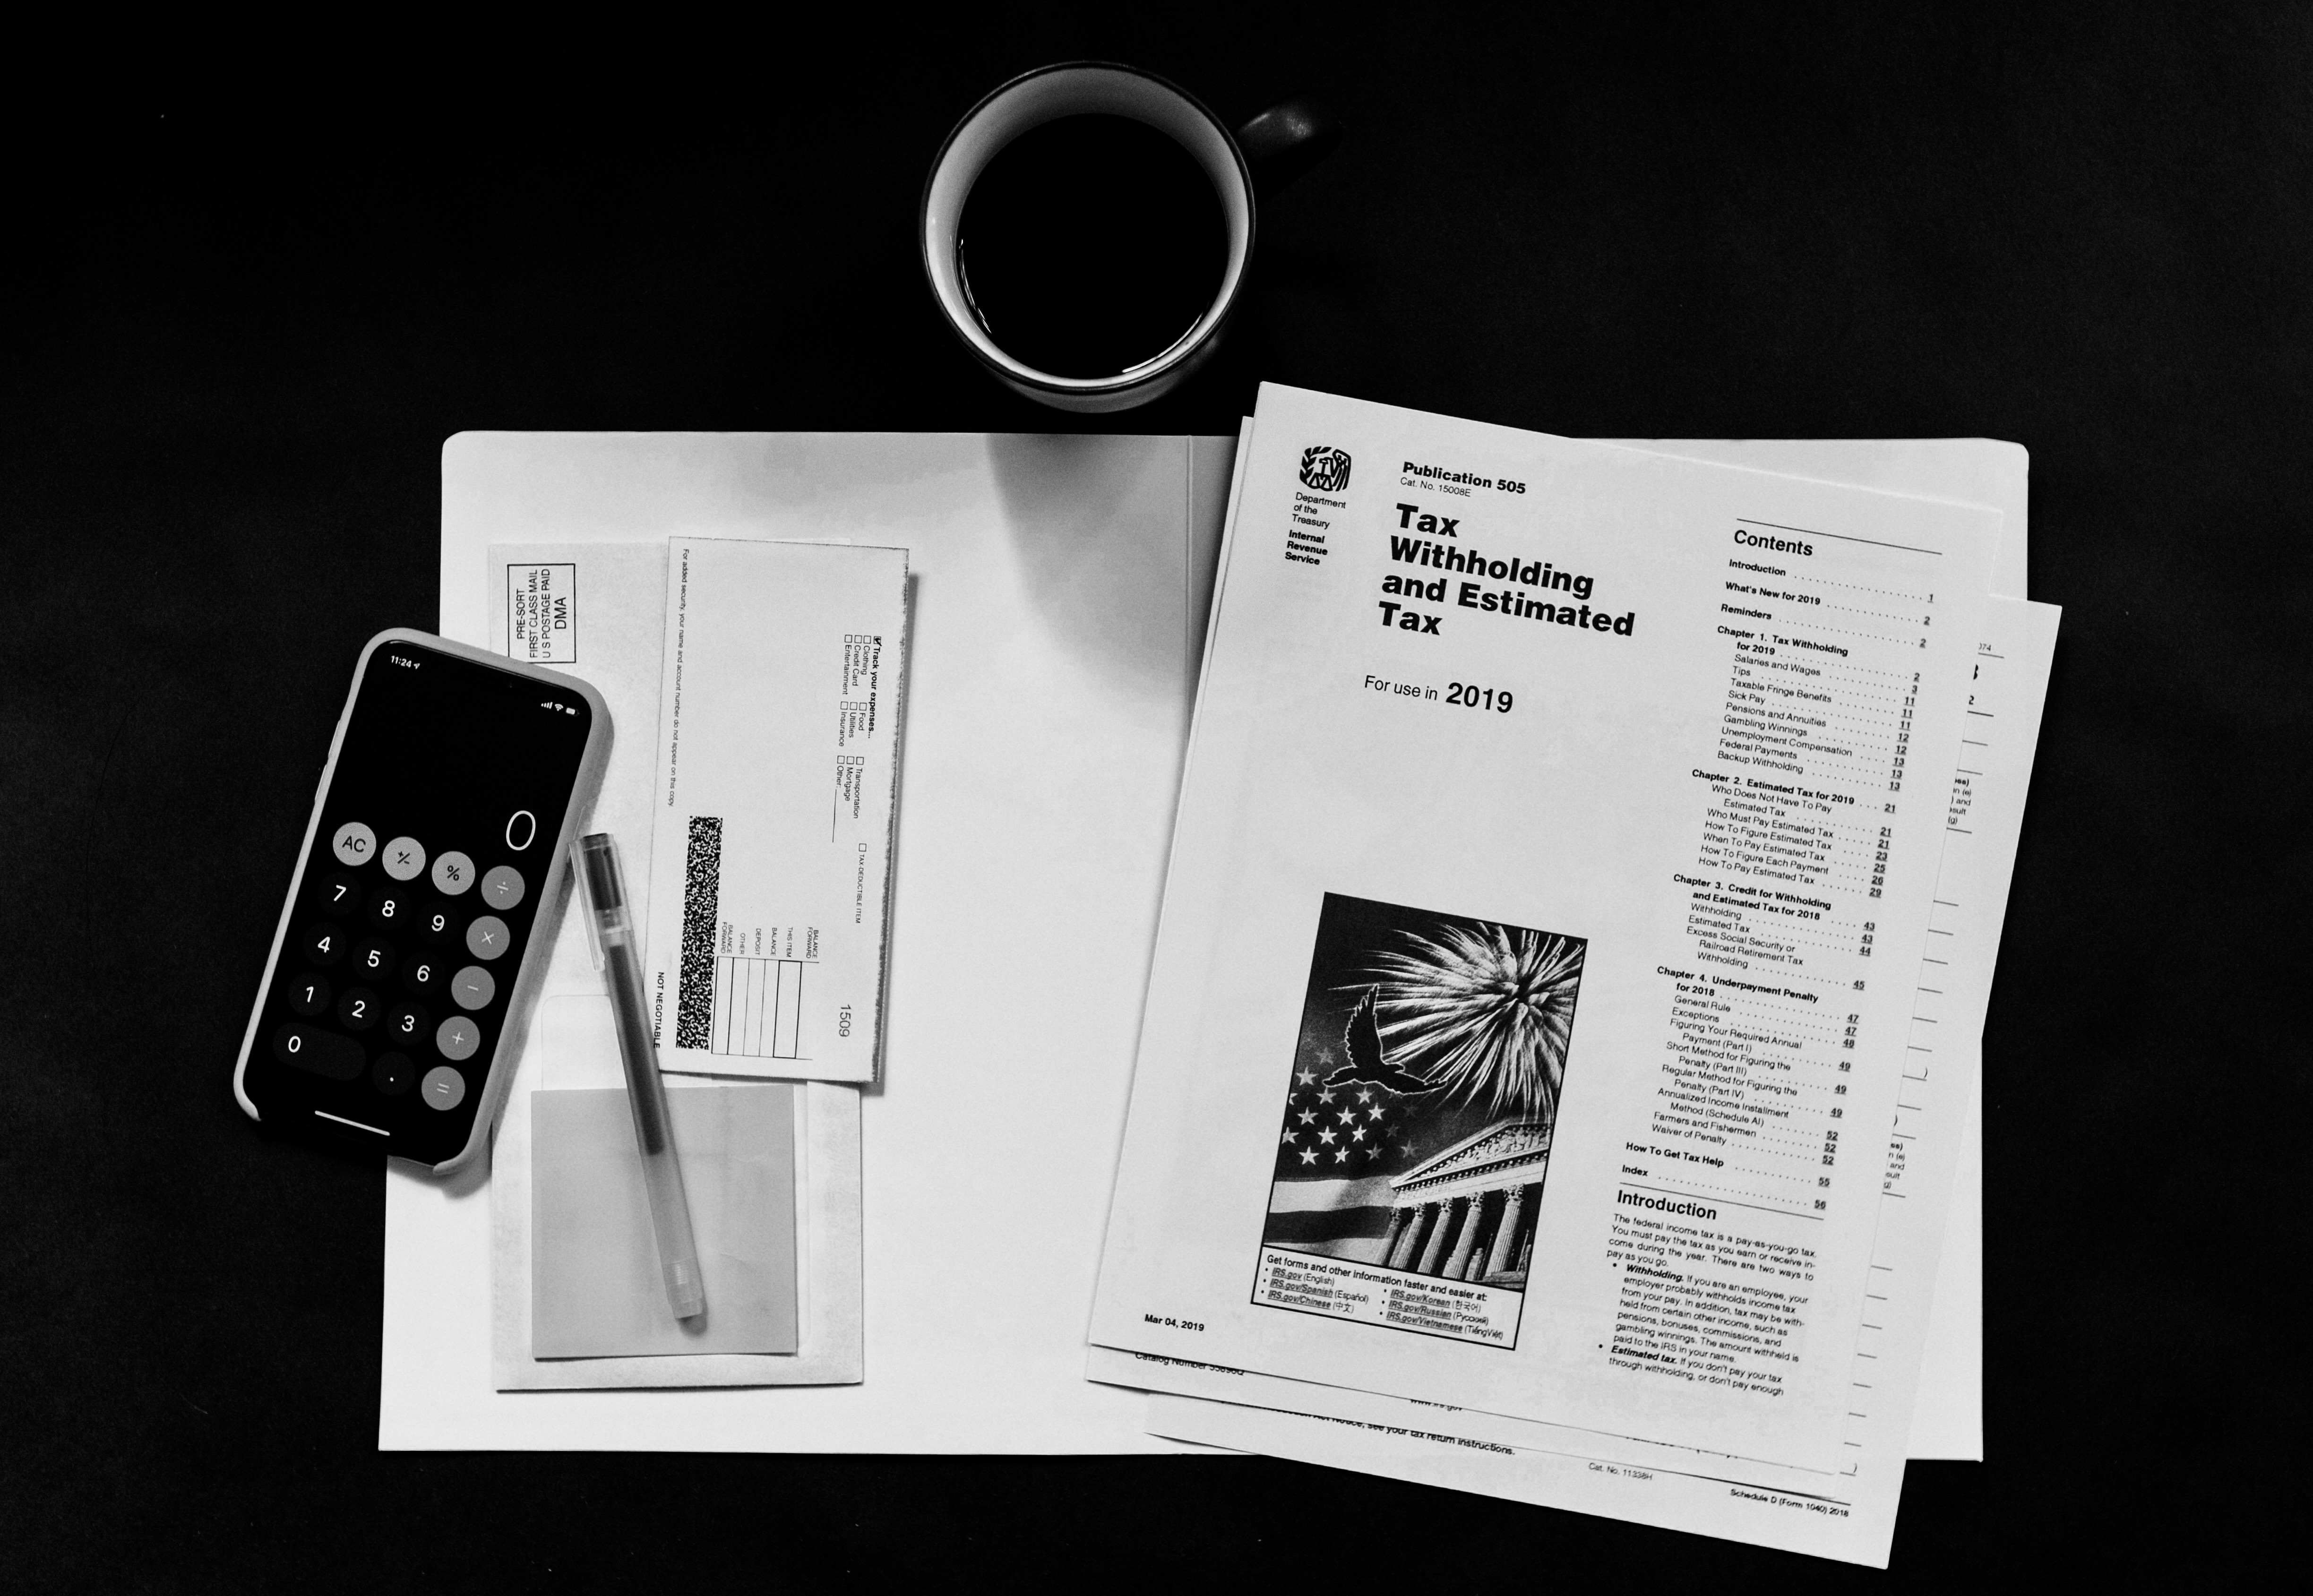 PRE-SORT
FIRST CLASS MAIL
U S POSTAGE PAID
DMA
For added security, your name and account number do not appear on this copy.
Track your expenses...
Clothing
Food
Transportation
Credit Card
Utilities
Mortgage
Entertainment
Insurance
Other
TAX DEDUCTIBLE ITEM
BALANCE
FORWARD
THIS ITEM
BALANCE
DEPOSIT
OTHER
BALANCE
FORWARD
1509
NOT NEGOTIABLE
11:24
0
AC +/- % ÷
7 8 9 ×
4 5 6 −
1 2 3 +
0 . =
Department
of the
Treasury
Internal
Revenue
Service
Publication 505
Cat. No. 15008E
Tax
Withholding
and Estimated
Tax
For use in 2019
Get forms and other information faster and easier at:
• IRS.gov (English)
• IRS.gov/Spanish (Español)
• IRS.gov/Chinese (中文)
• IRS.gov/Korean (한국어)
• IRS.gov/Russian (Pусский)
• IRS.gov/Vietnamese (TiếngViệt)
Mar 04, 2019
Contents
Introduction . . . 1
What's New for 2019 . . . 2
Reminders . . . 2
Chapter 1. Tax Withholding
for 2019 . . . 2
Salaries and Wages . . . 3
Tips . . . 11
Taxable Fringe Benefits . . . 11
Sick Pay . . . 11
Pensions and Annuities . . . 12
Gambling Winnings . . . 12
Unemployment Compensation . . . 13
Federal Payments . . . 13
Backup Withholding . . . 13
Chapter 2. Estimated Tax for 2019 . . . 21
Who Does Not Have To Pay
Estimated Tax . . . 21
Who Must Pay Estimated Tax . . . 21
How To Figure Estimated Tax . . . 23
When To Pay Estimated Tax . . . 25
How To Figure Each Payment . . . 26
How To Pay Estimated Tax . . . 29
Chapter 3. Credit for Withholding
and Estimated Tax for 2018 . . . 43
Withholding . . . 43
Estimated Tax . . . 44
Excess Social Security or
Railroad Retirement Tax
Withholding . . . 45
Chapter 4. Underpayment Penalty
for 2018 . . . 47
General Rule . . . 47
Exceptions . . . 48
Figuring Your Required Annual
Payment (Part I) . . . 49
Short Method for Figuring the
Penalty (Part III) . . . 49
Regular Method for Figuring the
Penalty (Part IV) . . . 49
Annualized Income Installment
Method (Schedule AI) . . . 52
Farmers and Fishermen . . . 52
Waiver of Penalty . . . 52
How To Get Tax Help . . . 55
Index . . . 56
Introduction
The federal income tax is a pay-as-you-go tax.
You must pay the tax as you earn or receive in-
come during the year. There are two ways to
pay as you go.
• Withholding. If you are an employee, your
employer probably withholds income tax
from your pay. In addition, tax may be with-
held from certain other income, such as
pensions, bonuses, commissions, and
gambling winnings. The amount withheld is
paid to the IRS in your name.
• Estimated tax. If you don't pay your tax
through withholding, or don't pay enough
Catalog Number
www.irs.gov
Act Notice, see your tax return instructions.
Cat. No. 11338H
Schedule D (Form 1040) 2018